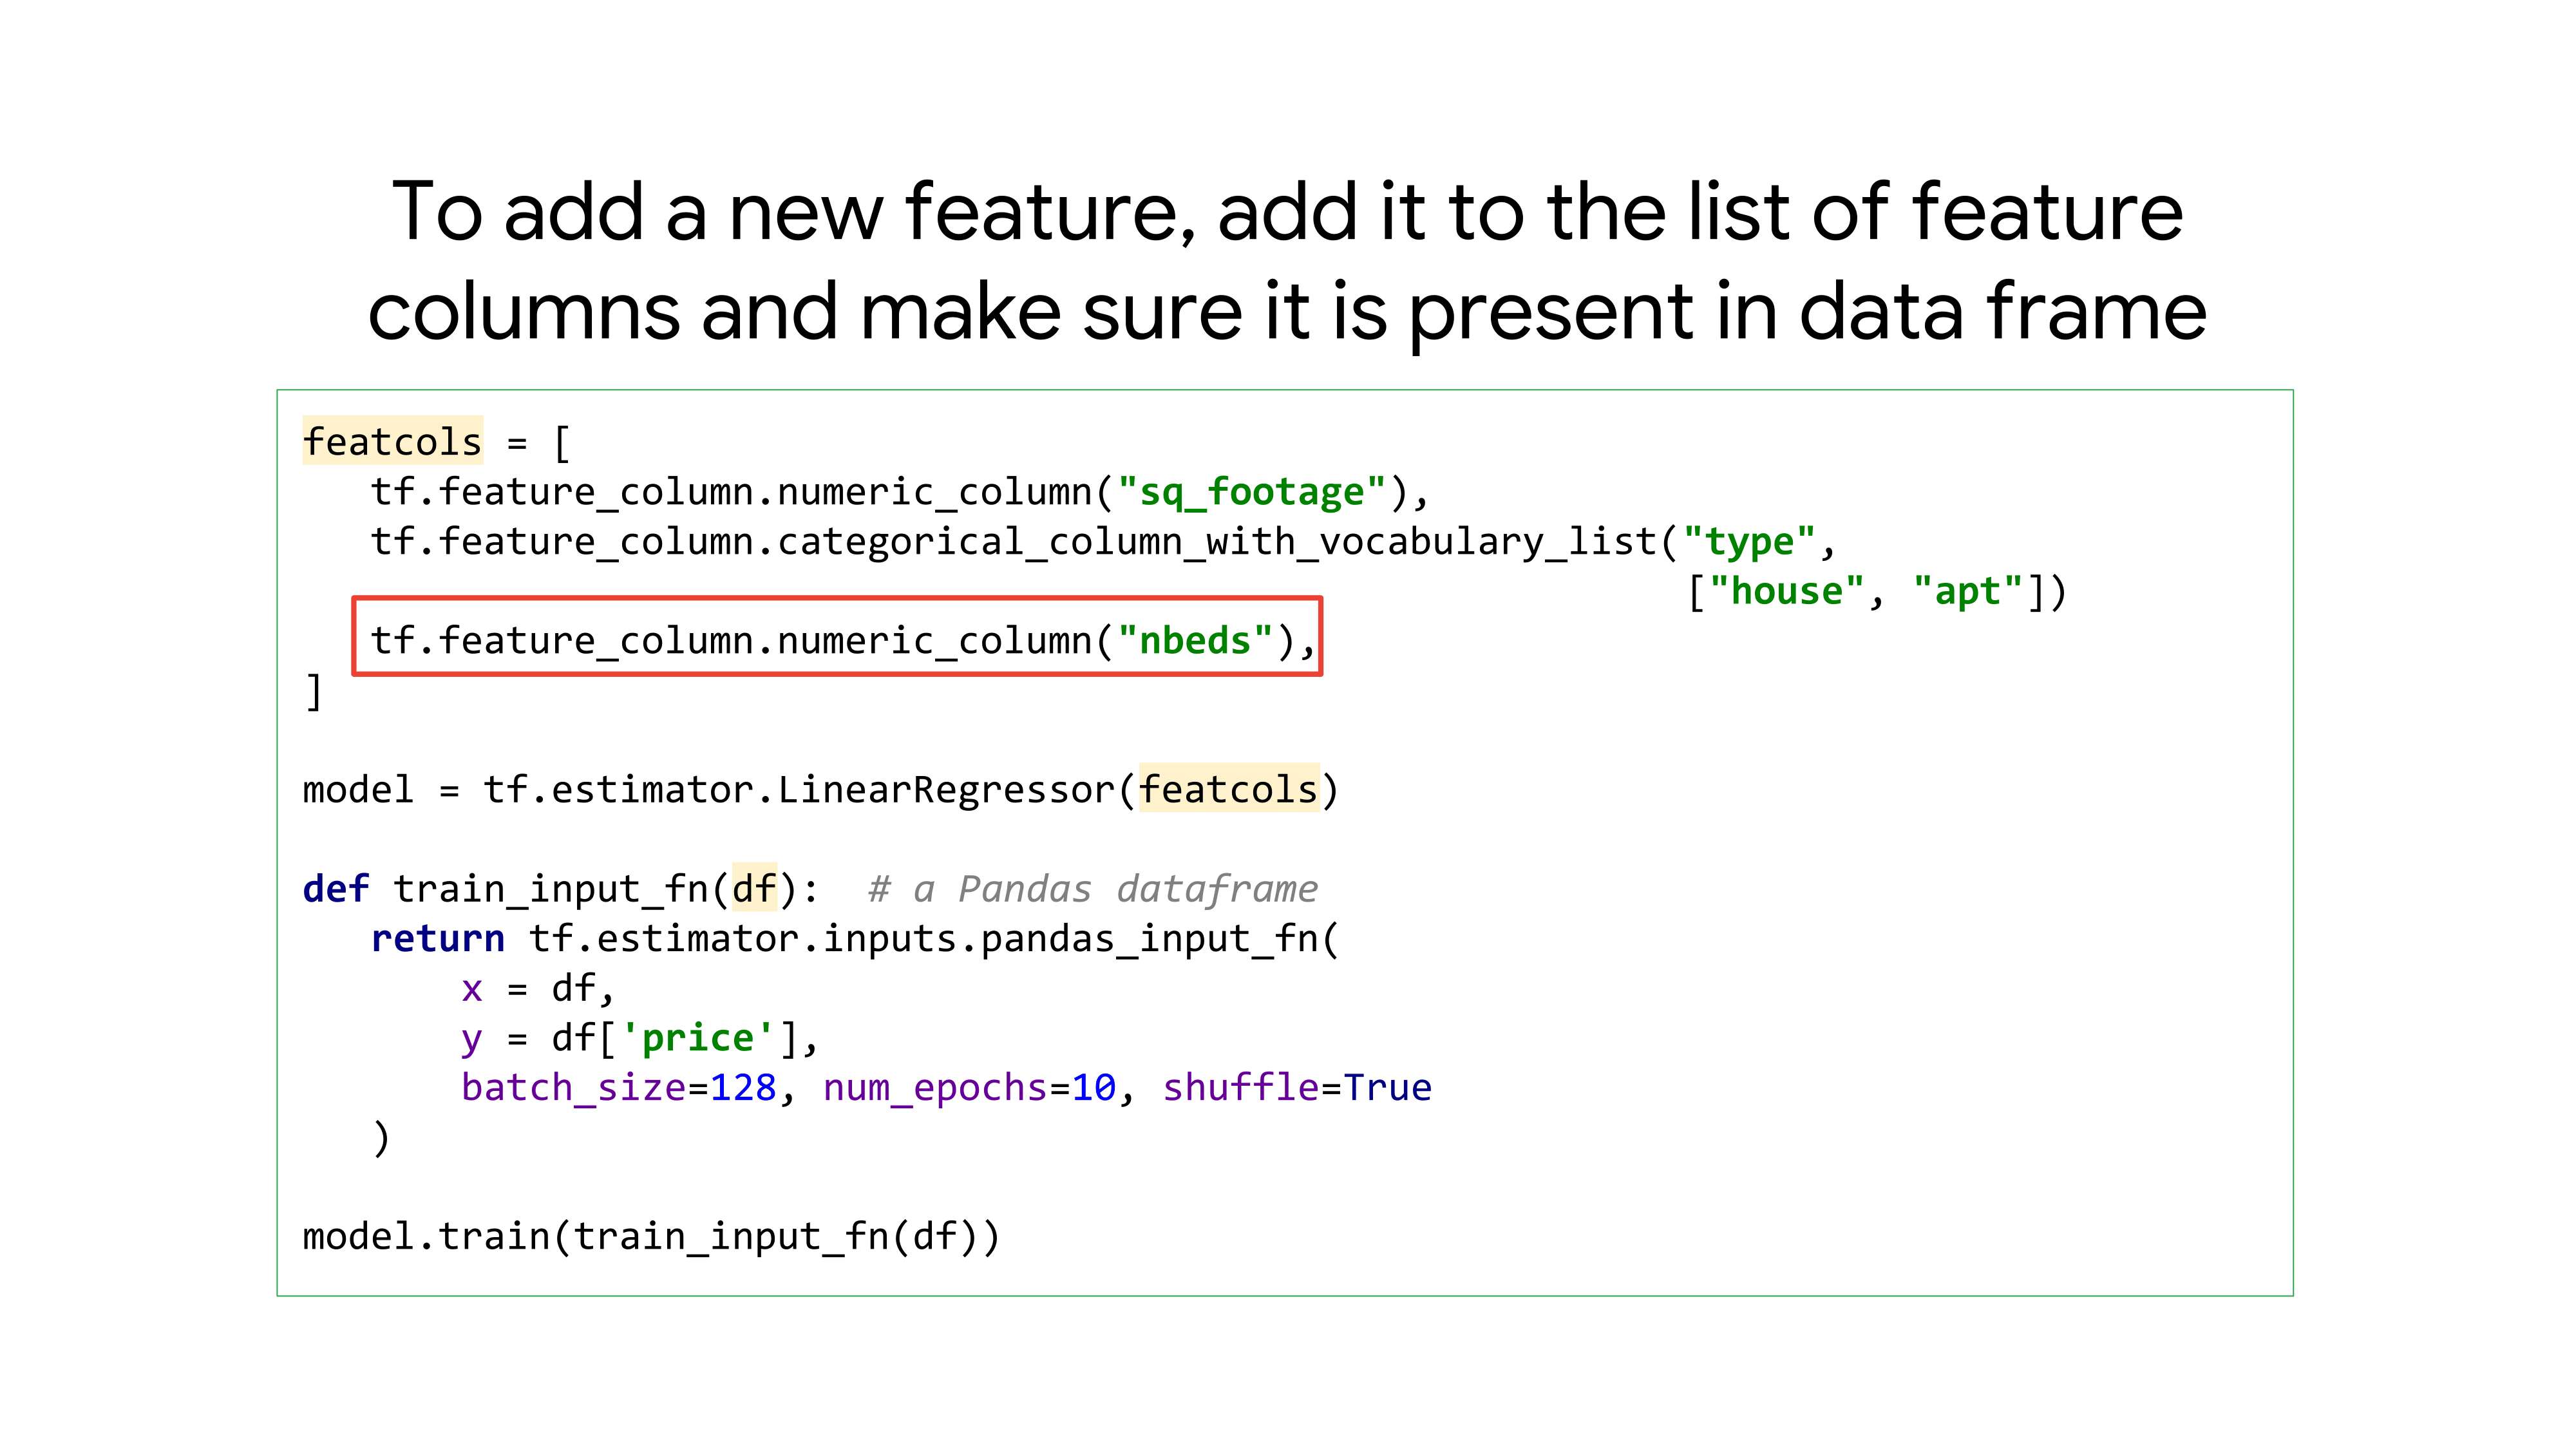 To add a new feature, add it to the list of feature
columns and make sure it is present in data frame
featcols = [
   tf.feature_column.numeric_column("sq_footage"),
   tf.feature_column.categorical_column_with_vocabulary_list("type",
                                                             ["house", "apt"])
   tf.feature_column.numeric_column("nbeds"),
]
model = tf.estimator.LinearRegressor(featcols)
def train_input_fn(df):  # a Pandas dataframe
   return tf.estimator.inputs.pandas_input_fn(
       x = df,
       y = df['price'],
       batch_size=128, num_epochs=10, shuffle=True
   )
model.train(train_input_fn(df))